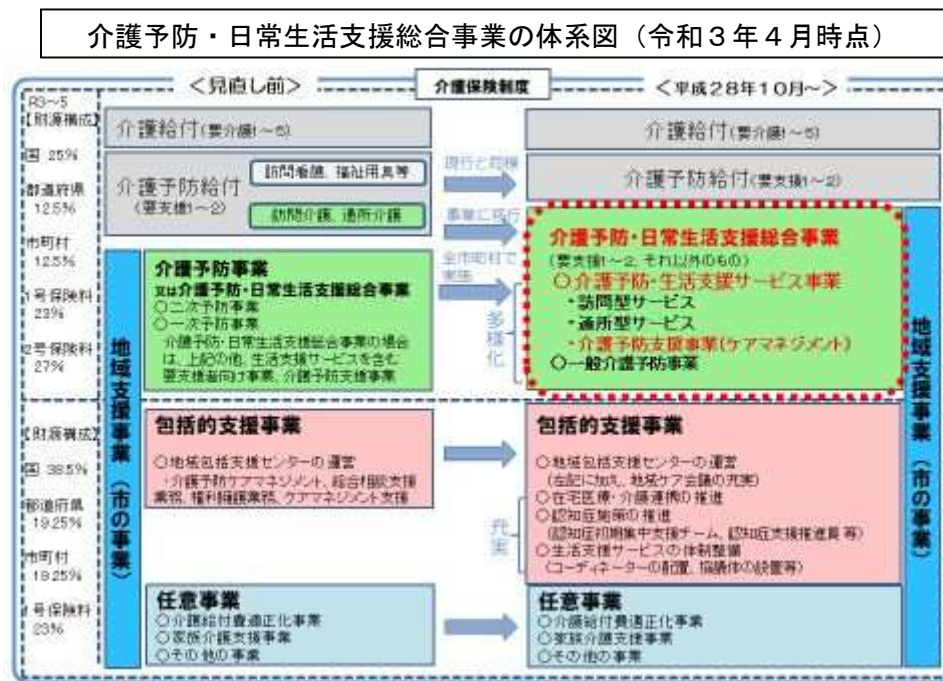 介護予防・日常生活支援総合事業の体系図（令和３年４月時点）
＜見直し前＞
介護保険制度
＜平成28年10月～＞
R3～5
【財源構成】
国 25%
都道府県
12.5%
市町村
12.5%
1号保険料
23%
2号保険料
27%
介護給付(要介護1～5)
介護予防給付
(要支援1～2)
訪問看護、福祉用具等
訪問介護、通所介護
現行と同様
事業に移行
全市町村で
実施
多様化
介護給付(要介護1～5)
介護予防給付(要支援1～2)
地域支援事業（市の事業）
介護予防事業
又は介護予防・日常生活支援総合事業
○二次予防事業
○一次予防事業
介護予防・日常生活支援総合事業の場合
は、上記の他、生活支援サービスを含む
要支援者向け事業、介護予防支援事業
介護予防・日常生活支援総合事業
(要支援1～2、それ以外のもの)
○介護予防・生活支援サービス事業
・訪問型サービス
・通所型サービス
・介護予防支援事業(ケアマネジメント)
○一般介護予防事業
地域支援事業（市の事業）
【財源構成】
国 38.5%
都道府県
19.25%
市町村
19.25%
1号保険料
23%
包括的支援事業
○地域包括支援センターの運営
・介護予防ケアマネジメント、総合相談支援
業務、権利擁護業務、ケアマネジメント支援
充実
包括的支援事業
○地域包括支援センターの運営
(左記に加え、地域ケア会議の充実)
○在宅医療・介護連携の推進
○認知症施策の推進
(認知症初期集中支援チーム、認知症支援推進員 等)
○生活支援サービスの体制整備
(コーディネーターの配置、協議体の設置等)
任意事業
○介護給付費適正化事業
○家族介護支援事業
○その他の事業
任意事業
○介護給付費適正化事業
○家族介護支援事業
○その他の事業